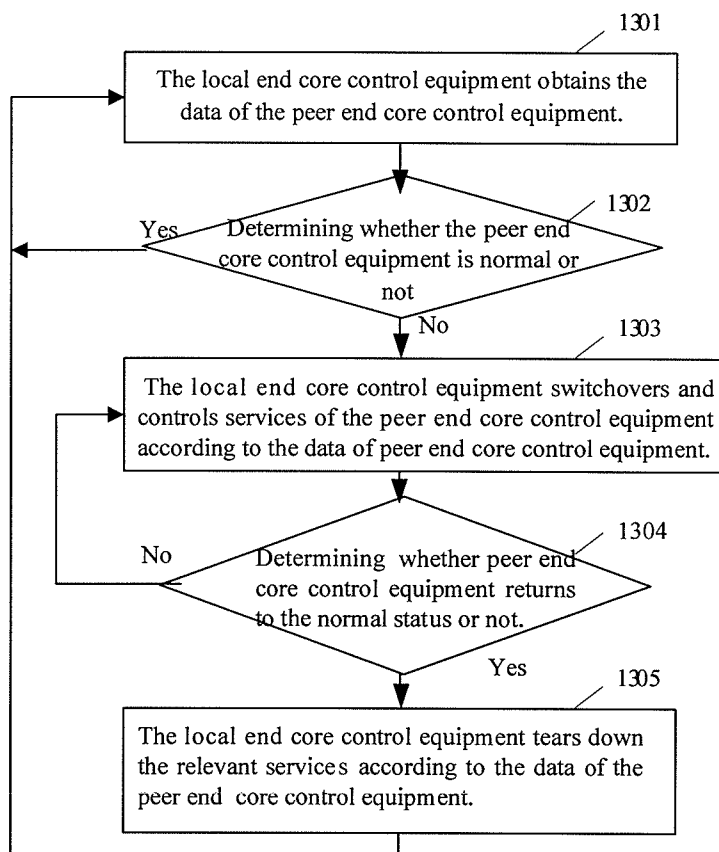 1301
The local end core control equipment obtains the
data of the peer end core control equipment.
1302
Yes
Determining whether the peer end
core control equipment is normal or
not
No
1303
The local end core control equipment switchovers and
controls services of the peer end core control equipment
according to the data of peer end core control equipment.
1304
No
Determining whether peer end
core control equipment returns
to the normal status or not.
Yes
1305
The local end core control equipment tears down
the relevant services according to the data of the
peer end core control equipment.